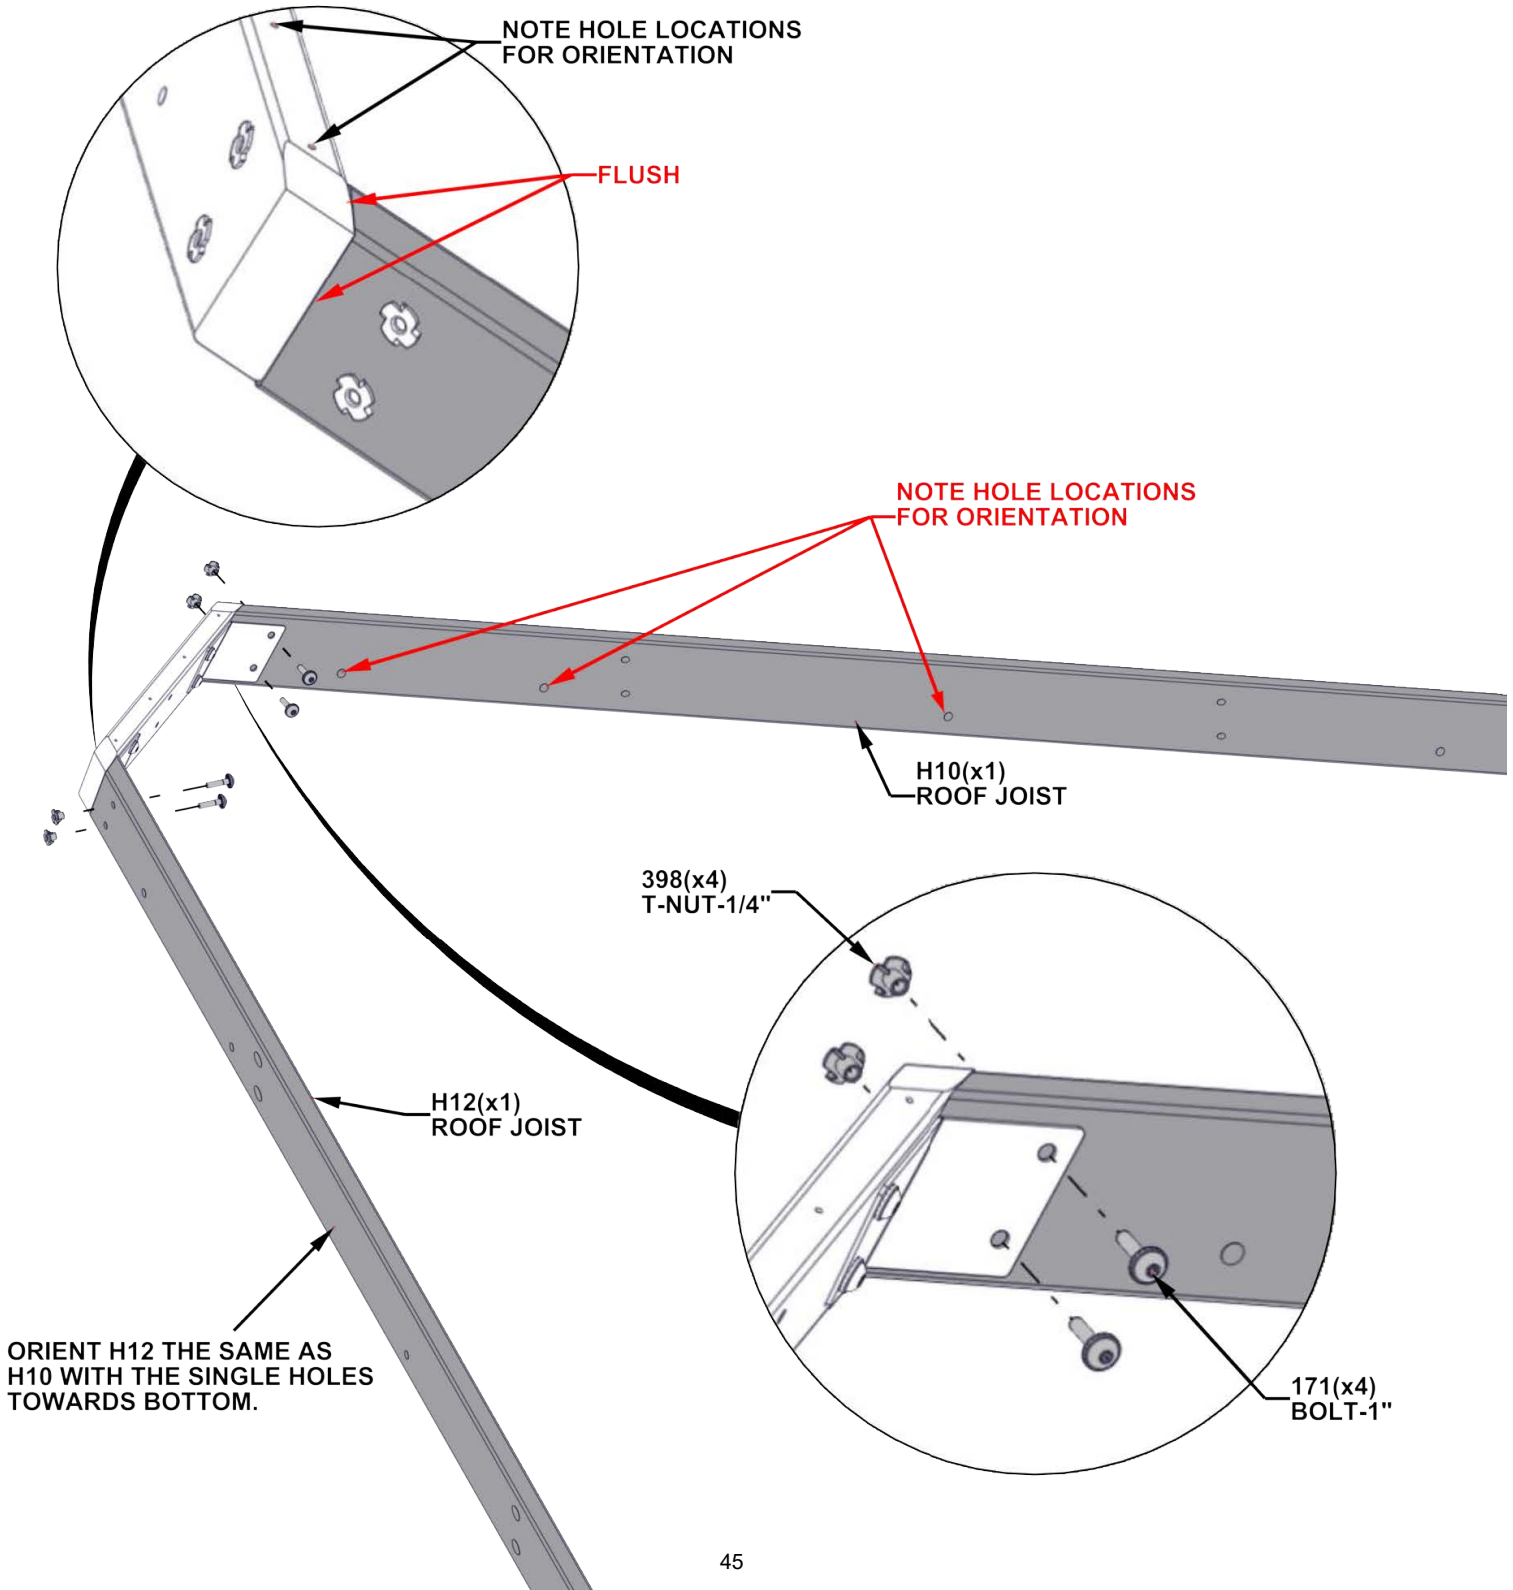 NOTE HOLE LOCATIONS
FOR ORIENTATION
FLUSH
NOTE HOLE LOCATIONS
FOR ORIENTATION
H10(x1)
ROOF JOIST
398(x4)
T-NUT-1/4"
H12(x1)
ROOF JOIST
ORIENT H12 THE SAME AS
H10 WITH THE SINGLE HOLES
TOWARDS BOTTOM.
171(x4)
BOLT-1"
45